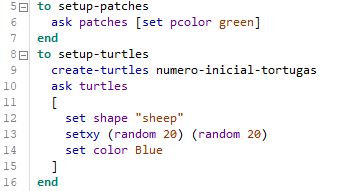 5 to setup-patches
6 ask patches [set pcolor green]
7 end
8 to setup-turtles
9 create-turtles numero-inicial-tortugas
10 ask turtles
11 [
12 set shape "sheep"
13 setxy (random 20) (random 20)
14 set color Blue
15 ]
16 end